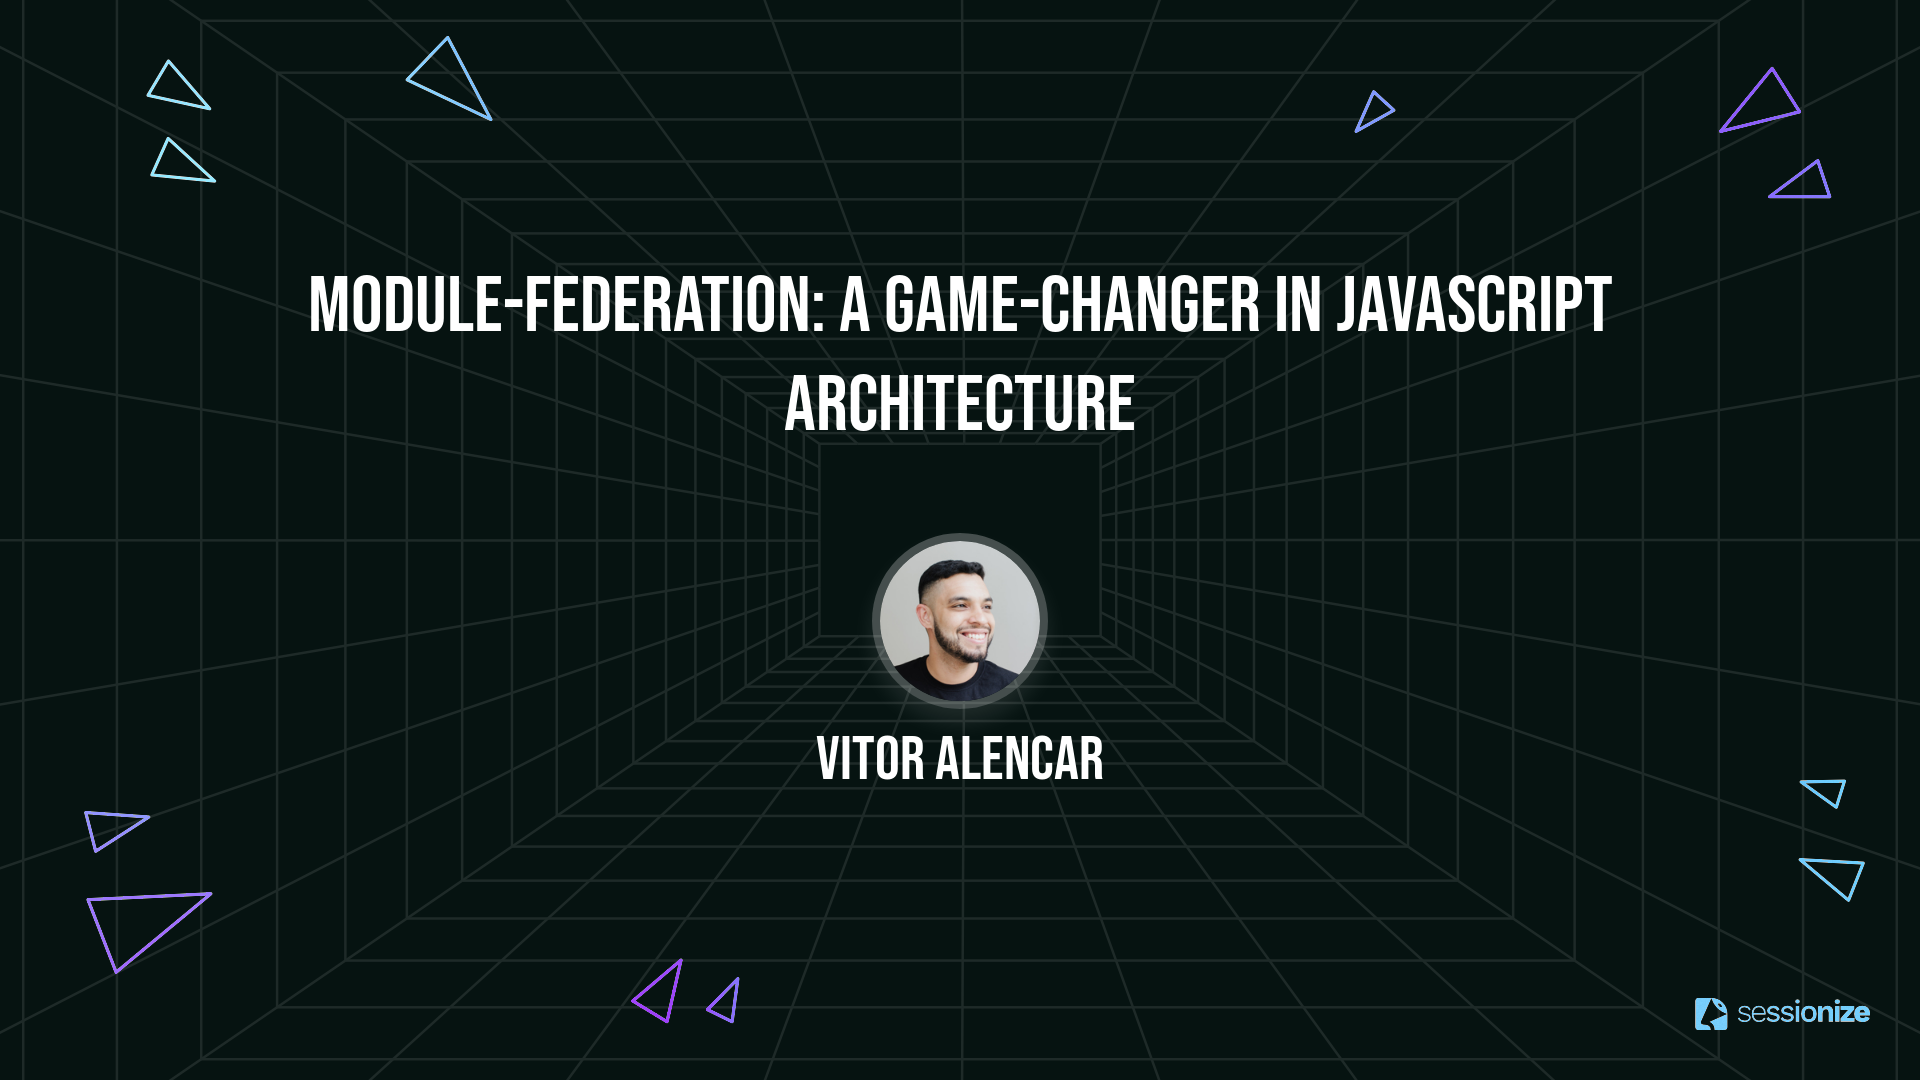 MODULE-FEDERATION: A GAME-CHANGER IN JAVASCRIPT
ARCHITECTURE
VITOR ALENCAR
sessionize